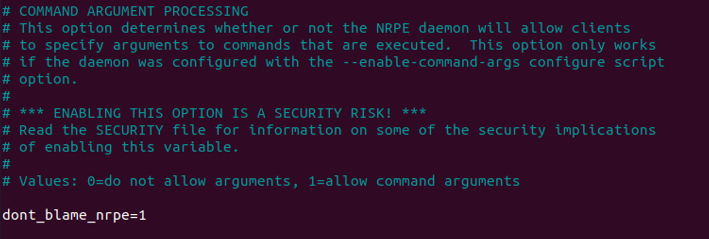 # COMMAND ARGUMENT PROCESSING
# This option determines whether or not the NRPE daemon will allow clients
# to specify arguments to commands that are executed.  This option only works
# if the daemon was configured with the --enable-command-args configure script
# option.
#
# *** ENABLING THIS OPTION IS A SECURITY RISK! ***
# Read the SECURITY file for information on some of the security implications
# of enabling this variable.
#
# Values: 0=do not allow arguments, 1=allow command arguments
dont_blame_nrpe=1